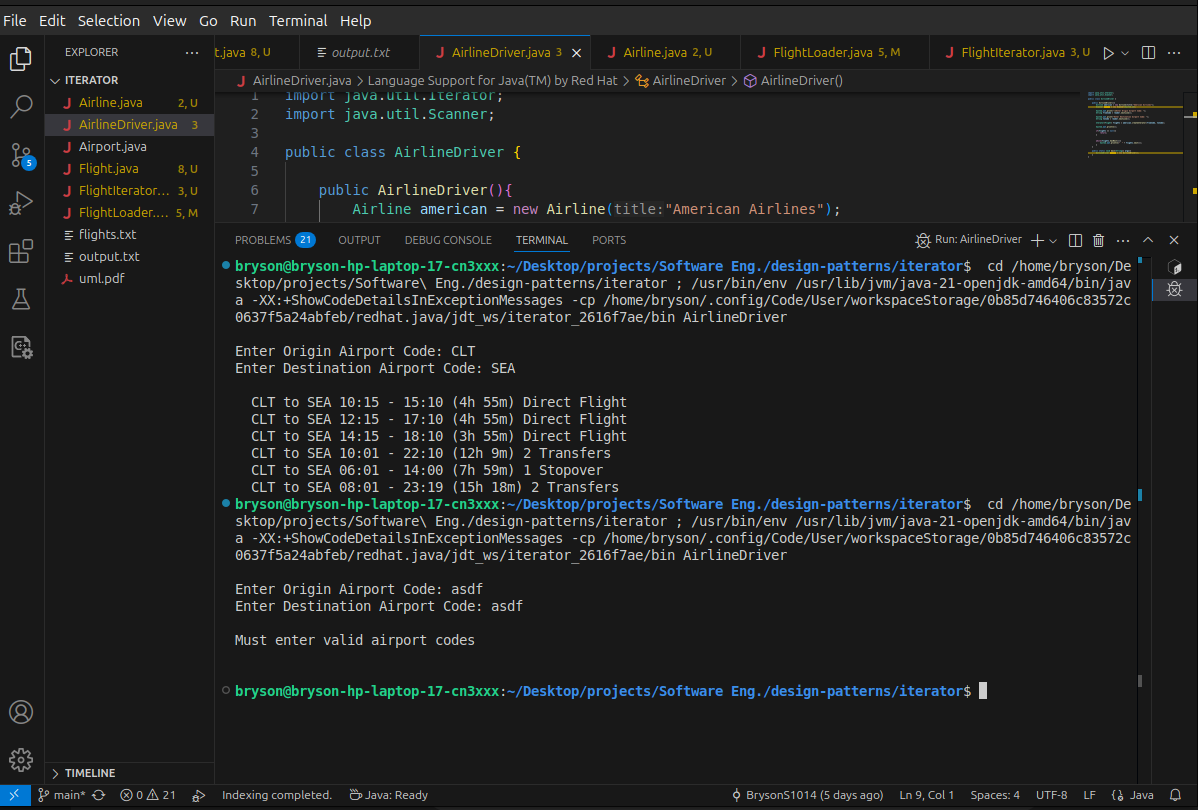 File Edit Selection View Go Run Terminal Help
EXPLORER
t.java 8, U
output.txt
AirlineDriver.java 3
Airline.java 2, U
FlightLoader.java 5, M
FlightIterator.java 3, U
AirlineDriver.java > Language Support for Java(TM) by Red Hat > AirlineDriver > AirlineDriver()
ITERATOR
Airline.java 2, U
AirlineDriver.java 3
Airport.java
Flight.java 8, U
FlightIterator... 3, U
FlightLoader.... 5, M
flights.txt
output.txt
uml.pdf
1 import java.util.Iterator;
2 import java.util.Scanner;
3
4 public class AirlineDriver {
5
6 public AirlineDriver(){
7 Airline american = new Airline(title:"American Airlines");
PROBLEMS 21 OUTPUT DEBUG CONSOLE TERMINAL PORTS
Run: AirlineDriver
bryson@bryson-hp-laptop-17-cn3xxx:~/Desktop/projects/Software Eng./design-patterns/iterator$ cd /home/bryson/De
sktop/projects/Software\ Eng./design-patterns/iterator ; /usr/bin/env /usr/lib/jvm/java-21-openjdk-amd64/bin/jav
a -XX:+ShowCodeDetailsInExceptionMessages -cp /home/bryson/.config/Code/User/workspaceStorage/0b85d746406c83572c
0637f5a24abfeb/redhat.java/jdt_ws/iterator_2616f7ae/bin AirlineDriver
Enter Origin Airport Code: CLT
Enter Destination Airport Code: SEA
CLT to SEA 10:15 - 15:10 (4h 55m) Direct Flight
CLT to SEA 12:15 - 17:10 (4h 55m) Direct Flight
CLT to SEA 14:15 - 18:10 (3h 55m) Direct Flight
CLT to SEA 10:01 - 22:10 (12h 9m) 2 Transfers
CLT to SEA 06:01 - 14:00 (7h 59m) 1 Stopover
CLT to SEA 08:01 - 23:19 (15h 18m) 2 Transfers
bryson@bryson-hp-laptop-17-cn3xxx:~/Desktop/projects/Software Eng./design-patterns/iterator$ cd /home/bryson/De
sktop/projects/Software\ Eng./design-patterns/iterator ; /usr/bin/env /usr/lib/jvm/java-21-openjdk-amd64/bin/jav
a -XX:+ShowCodeDetailsInExceptionMessages -cp /home/bryson/.config/Code/User/workspaceStorage/0b85d746406c83572c
0637f5a24abfeb/redhat.java/jdt_ws/iterator_2616f7ae/bin AirlineDriver
Enter Origin Airport Code: asdf
Enter Destination Airport Code: asdf
Must enter valid airport codes
bryson@bryson-hp-laptop-17-cn3xxx:~/Desktop/projects/Software Eng./design-patterns/iterator$
5
TIMELINE
main* 0 21 Indexing completed. Java: Ready BrysonS1014 (5 days ago) Ln 9, Col 1 Spaces: 4 UTF-8 LF {} Java